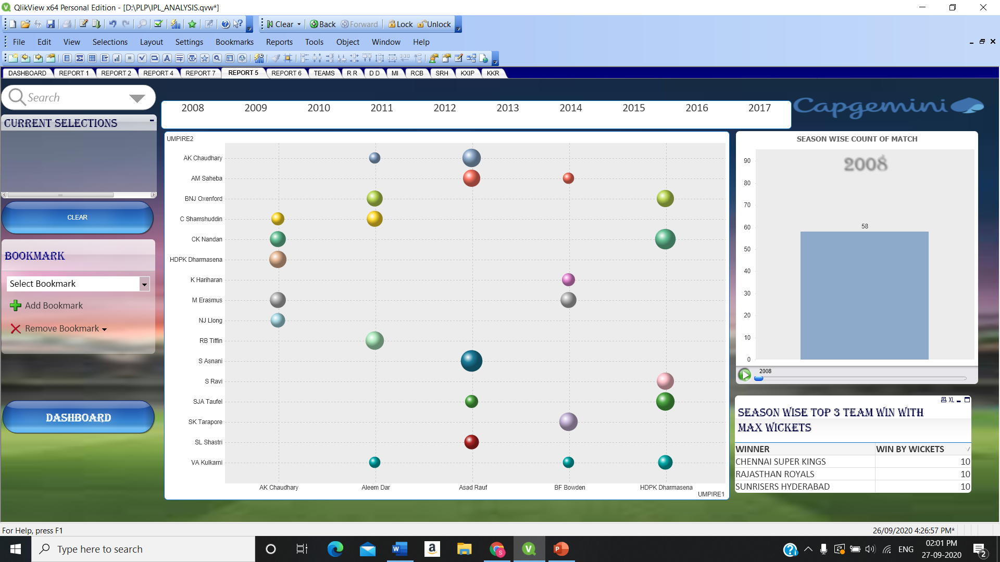 QlikView x64 Personal Edition - [D:\PLP\IPL_ANALYSIS.qvw*]
Clear Back Forward Lock Unlock
File Edit View Selections Layout Settings Bookmarks Reports Tools Object Window Help
DASHBOARD REPORT 1 REPORT 2 REPORT 4 REPORT 7 REPORT 5 REPORT 6 TEAMS R R D D MI RCB SRH KXIP KKR
Search
2008 2009 2010 2011 2012 2013 2014 2015 2016 2017
Capgemini
CURRENT SELECTIONS
CLEAR
BOOKMARK
Select Bookmark
Add Bookmark
Remove Bookmark
DASHBOARD
UMPIRE2
AK Chaudhary
AM Saheba
BNJ Oxenford
C Shamshuddin
CK Nandan
HDPK Dharmasena
K Hariharan
M Erasmus
NJ Llong
RB Tiffin
S Asnani
S Ravi
SJA Taufel
SK Tarapore
SL Shastri
VA Kulkarni
AK Chaudhary Aleem Dar Asad Rauf BF Bowden HDPK Dharmasena
UMPIRE1
SEASON WISE COUNT OF MATCH
2008
90
80
70
60
50
40
30
20
10
0
58
2008
XL
SEASON WISE TOP 3 TEAM WIN WITH
MAX WICKETS
WINNER WIN BY WICKETS
CHENNAI SUPER KINGS 10
RAJASTHAN ROYALS 10
SUNRISERS HYDERABAD 10
For Help, press F1
26/09/2020 4:26:57 PM*
Type here to search
ENG
02:01 PM
27-09-2020
2